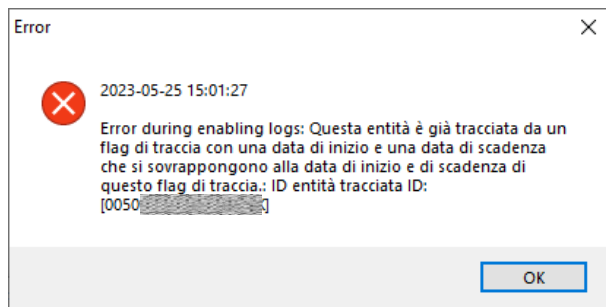 Error
2023-05-25 15:01:27
Error during enabling logs: Questa entità è già tracciata da un
flag di traccia con una data di inizio e una data di scadenza
che si sovrappongono alla data di inizio e di scadenza di
questo flag di traccia.: ID entità tracciata ID:
[0050
OK